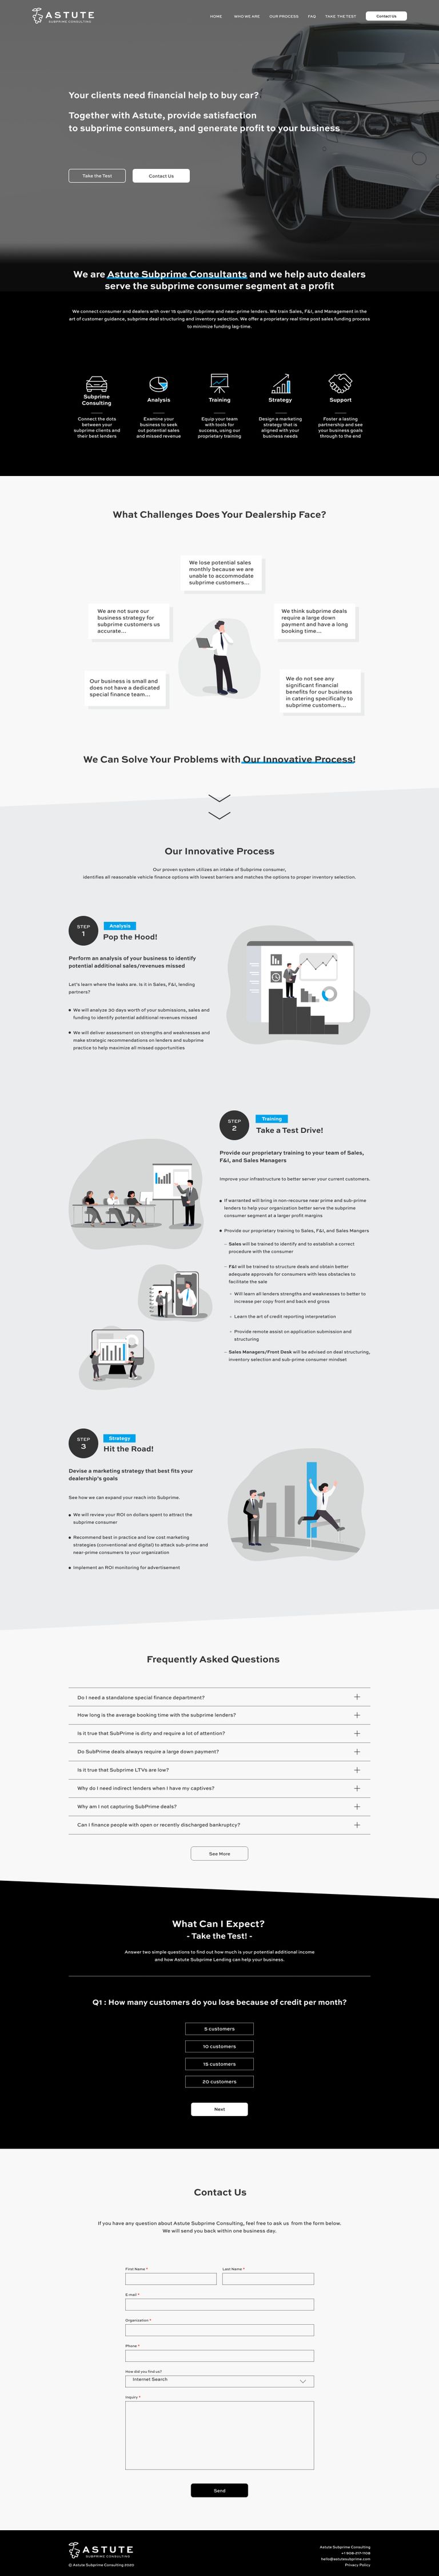 ASTUTE
SUBPRIME CONSULTING
HOME
WHO WE ARE
OUR PROCESS
FAQ
TAKE THE TEST
Contact Us
Your clients need financial help to buy car?
Together with Astute, provide satisfaction
to subprime consumers, and generate profit to your business
Take the Test
Contact Us
We are Astute Subprime Consultants and we help auto dealers
serve the subprime consumer segment at a profit
We connect consumer and dealers with over 15 quality subprime and near-prime lenders. We train Sales, F&I, and Management in the
art of customer guidance, subprime deal structuring and inventory selection. We offer a proprietary real time post sales funding process
to minimize funding lag-time.
Subprime
Consulting
Connect the dots
between your
subprime clients and
their best lenders
Analysis
Examine your
business to seek
out potential sales
and missed revenue
Training
Equip your team
with tools for
success, using our
proprietary training
Strategy
Design a marketing
strategy that is
aligned with your
business needs
Support
Foster a lasting
partnership and see
your business goals
through to the end
What Challenges Does Your Dealership Face?
We lose potential sales
monthly because we are
unable to accommodate
subprime customers...
We are not sure our
business strategy for
subprime customers us
accurate...
We think subprime deals
require a large down
payment and have a long
booking time...
Our business is small and
does not have a dedicated
special finance team...
We do not see any
significant financial
benefits for our business
in catering specifically to
subprime customers...
We Can Solve Your Problems with Our Innovative Process!
Our Innovative Process
Our proven system utilizes an intake of Subprime consumer,
identifies all reasonable vehicle finance options with lowest barriers and matches the options to proper inventory selection.
STEP
1
Analysis
Pop the Hood!
Perform an analysis of your business to identify
potential additional sales/revenues missed
Let's learn where the leaks are. Is it in Sales, F&I, lending
partners?
We will analyze 30 days worth of your submissions, sales and
funding to identify potential additional revenues missed
We will deliver assessment on strengths and weaknesses and
make strategic recommendations on lenders and subprime
practice to help maximize all missed opportunities
STEP
2
Training
Take a Test Drive!
Provide our proprietary training to your team of Sales,
F&I, and Sales Managers
Improve your infrastructure to better server your current customers.
If warranted will bring in non-recourse near prime and sub-prime
lenders to help your organization better serve the subprime
consumer segment at a larger profit margins
Provide our proprietary training to Sales, F&I, and Sales Mangers
- Sales will be trained to identify and to establish a correct
procedure with the consumer
- F&I will be trained to structure deals and obtain better
adequate approvals for consumers with less obstacles to
facilitate the sale
Will learn all lenders strengths and weaknesses to better to
increase per copy front and back end gross
Learn the art of credit reporting interpretation
Provide remote assist on application submission and
structuring
- Sales Managers/Front Desk will be advised on deal structuring,
inventory selection and sub-prime consumer mindset
STEP
3
Strategy
Hit the Road!
Devise a marketing strategy that best fits your
dealership's goals
See how we can expand your reach into Subprime.
We will review your ROI on dollars spent to attract the
subprime consumer
Recommend best in practice and low cost marketing
strategies (conventional and digital) to attack sub-prime and
near-prime consumers to your organization
Implement an ROI monitoring for advertisement
Frequently Asked Questions
Do I need a standalone special finance department?
How long is the average booking time with the subprime lenders?
Is it true that SubPrime is dirty and require a lot of attention?
Do SubPrime deals always require a large down payment?
Is it true that Subprime LTVs are low?
Why do I need indirect lenders when I have my captives?
Why am I not capturing SubPrime deals?
Can I finance people with open or recently discharged bankruptcy?
See More
What Can I Expect?
- Take the Test! -
Answer two simple questions to find out how much is your potential additional income
and how Astute Subprime Lending can help your business.
Q1 : How many customers do you lose because of credit per month?
5 customers
10 customers
15 customers
20 customers
Next
Contact Us
If you have any question about Astute Subprime Consulting, feel free to ask us from the form below.
We will send you back within one business day.
First Name *
Last Name *
E-mail *
Organization *
Phone *
How did you find us?
Internet Search
Inquiry *
Send
ASTUTE
SUBPRIME CONSULTING
© Astute Subprime Consulting 2020
Astute Subprime Consulting
+1 908-217-1108
hello@astutesubprime.com
Privacy Policy